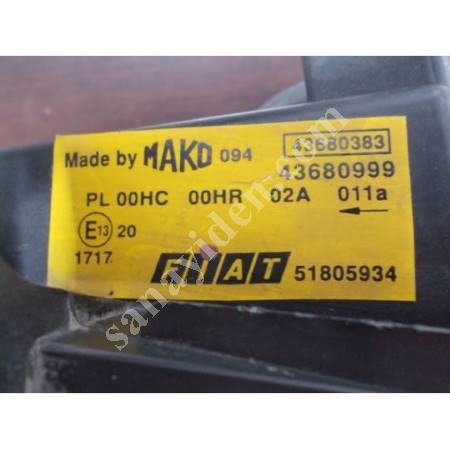 Made by MAKO 094 43680383
43680999
PL 00HC 00HR 02A 011a
E13 20
1717
FIAT 51805934
sanayiden.com